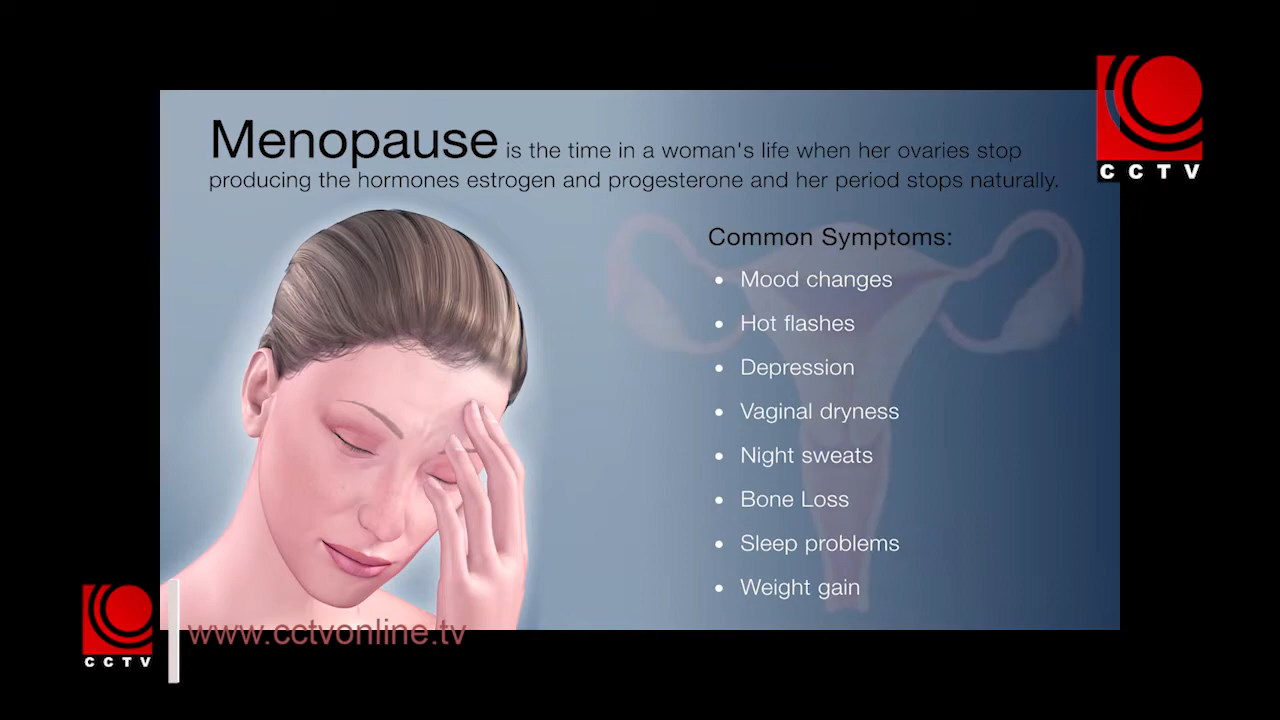 CCTV
Menopause is the time in a woman's life when her ovaries stop
producing the hormones estrogen and progesterone and her period stops naturally.
Common Symptoms:
• Mood changes
• Hot flashes
• Depression
• Vaginal dryness
• Night sweats
• Bone Loss
• Sleep problems
• Weight gain
www.cctvonline.tv
CCTV